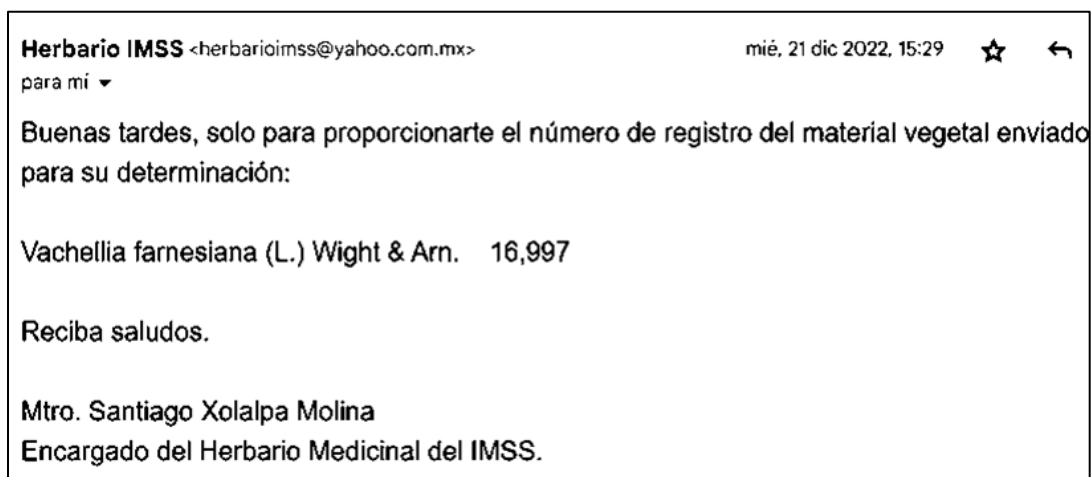 Herbario IMSS <herbarioimss@yahoo.com.mx> mié, 21 dic 2022, 15:29
para mí
Buenas tardes, solo para proporcionarte el número de registro del material vegetal enviado
para su determinación:
Vachellia farnesiana (L.) Wight & Arn. 16,997
Reciba saludos.
Mtro. Santiago Xolalpa Molina
Encargado del Herbario Medicinal del IMSS.